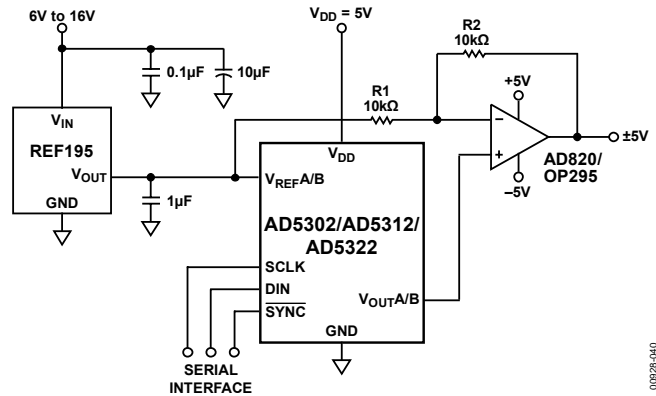 6V to 16V
0.1µF
10µF
VDD = 5V
R2
10kΩ
R1
10kΩ
+5V
−
+
±5V
AD820/
OP295
–5V
VIN
REF195
VOUT
GND
1µF
VDD
VREFA/B
AD5302/AD5312/
AD5322
SCLK
DIN
SYNC
VOUTA/B
GND
SERIAL
INTERFACE
00928-040